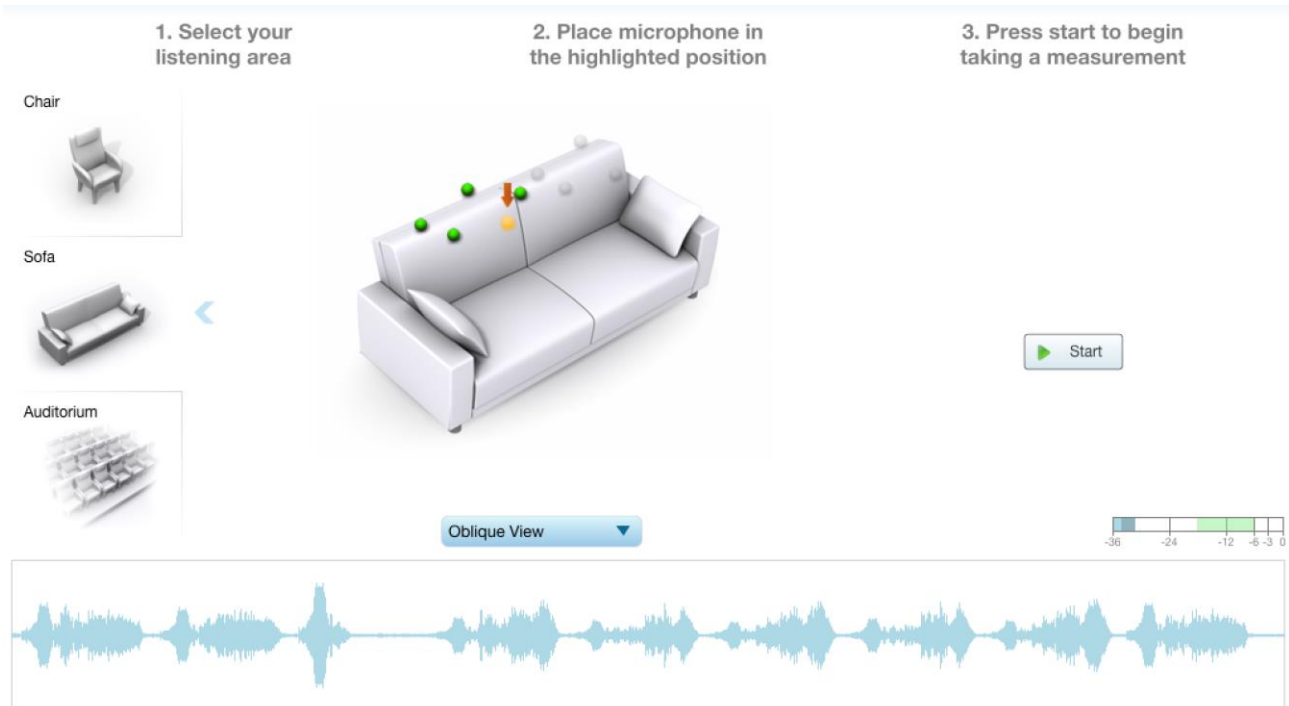 1. Select your
listening area
2. Place microphone in
the highlighted position
3. Press start to begin
taking a measurement
Chair
Sofa
Auditorium
Start
Oblique View
-36 -24 -12 -6 -3 0